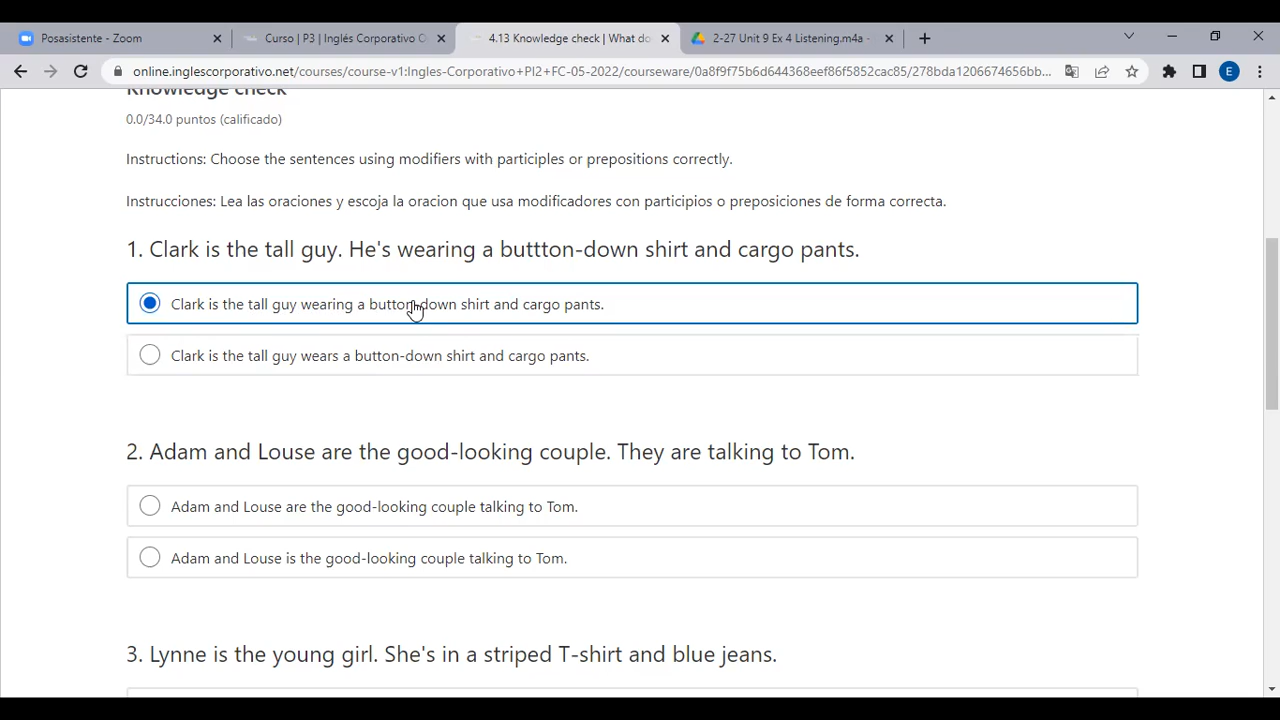 Posasistente - Zoom
Curso | P3 | Inglés Corporativo O
4.13 Knowledge check | What do
2-27 Unit 9 Ex 4 Listening.m4a -
online.inglescorporativo.net/courses/course-v1:Ingles-Corporativo+PI2+FC-05-2022/courseware/0a8f9f75b6d644368eef86f5852cac85/278bda1206674656bb...
E
Knowledge check
0.0/34.0 puntos (calificado)
Instructions: Choose the sentences using modifiers with participles or prepositions correctly.
Instrucciones: Lea las oraciones y escoja la oracion que usa modificadores con participios o preposiciones de forma correcta.
1. Clark is the tall guy. He's wearing a buttton-down shirt and cargo pants.
Clark is the tall guy wearing a button-down shirt and cargo pants.
Clark is the tall guy wears a button-down shirt and cargo pants.
2. Adam and Louse are the good-looking couple. They are talking to Tom.
Adam and Louse are the good-looking couple talking to Tom.
Adam and Louse is the good-looking couple talking to Tom.
3. Lynne is the young girl. She's in a striped T-shirt and blue jeans.